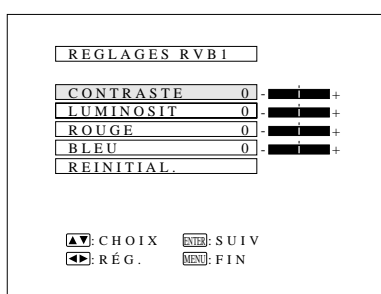 REGLAGES RVB1
CONTRASTE 0 - +
LUMINOSIT 0 - +
ROUGE 0 - +
BLEU 0 - +
REINITIAL.
▲▼: CHOIX ENTER: SUIV
◀▶: RÉG. MENU: FIN